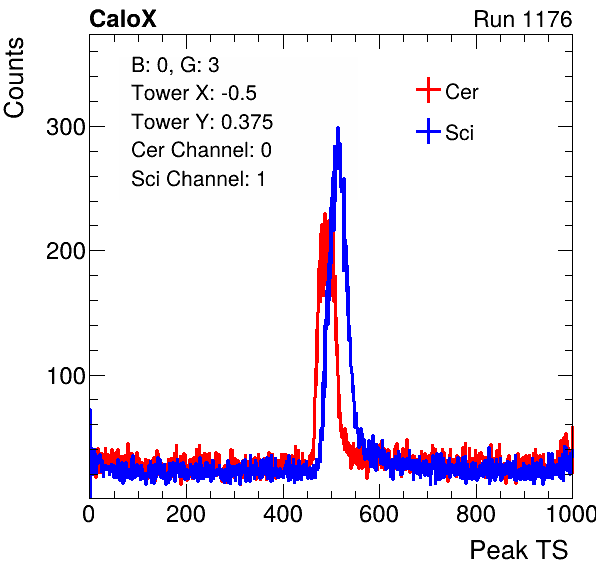 CaloX Run 1176
Counts
B: 0, G: 3
Tower X: -0.5
Tower Y: 0.375
Cer Channel: 0
Sci Channel: 1
Cer
Sci
300
200
100
0 200 400 600 800 1000
Peak TS